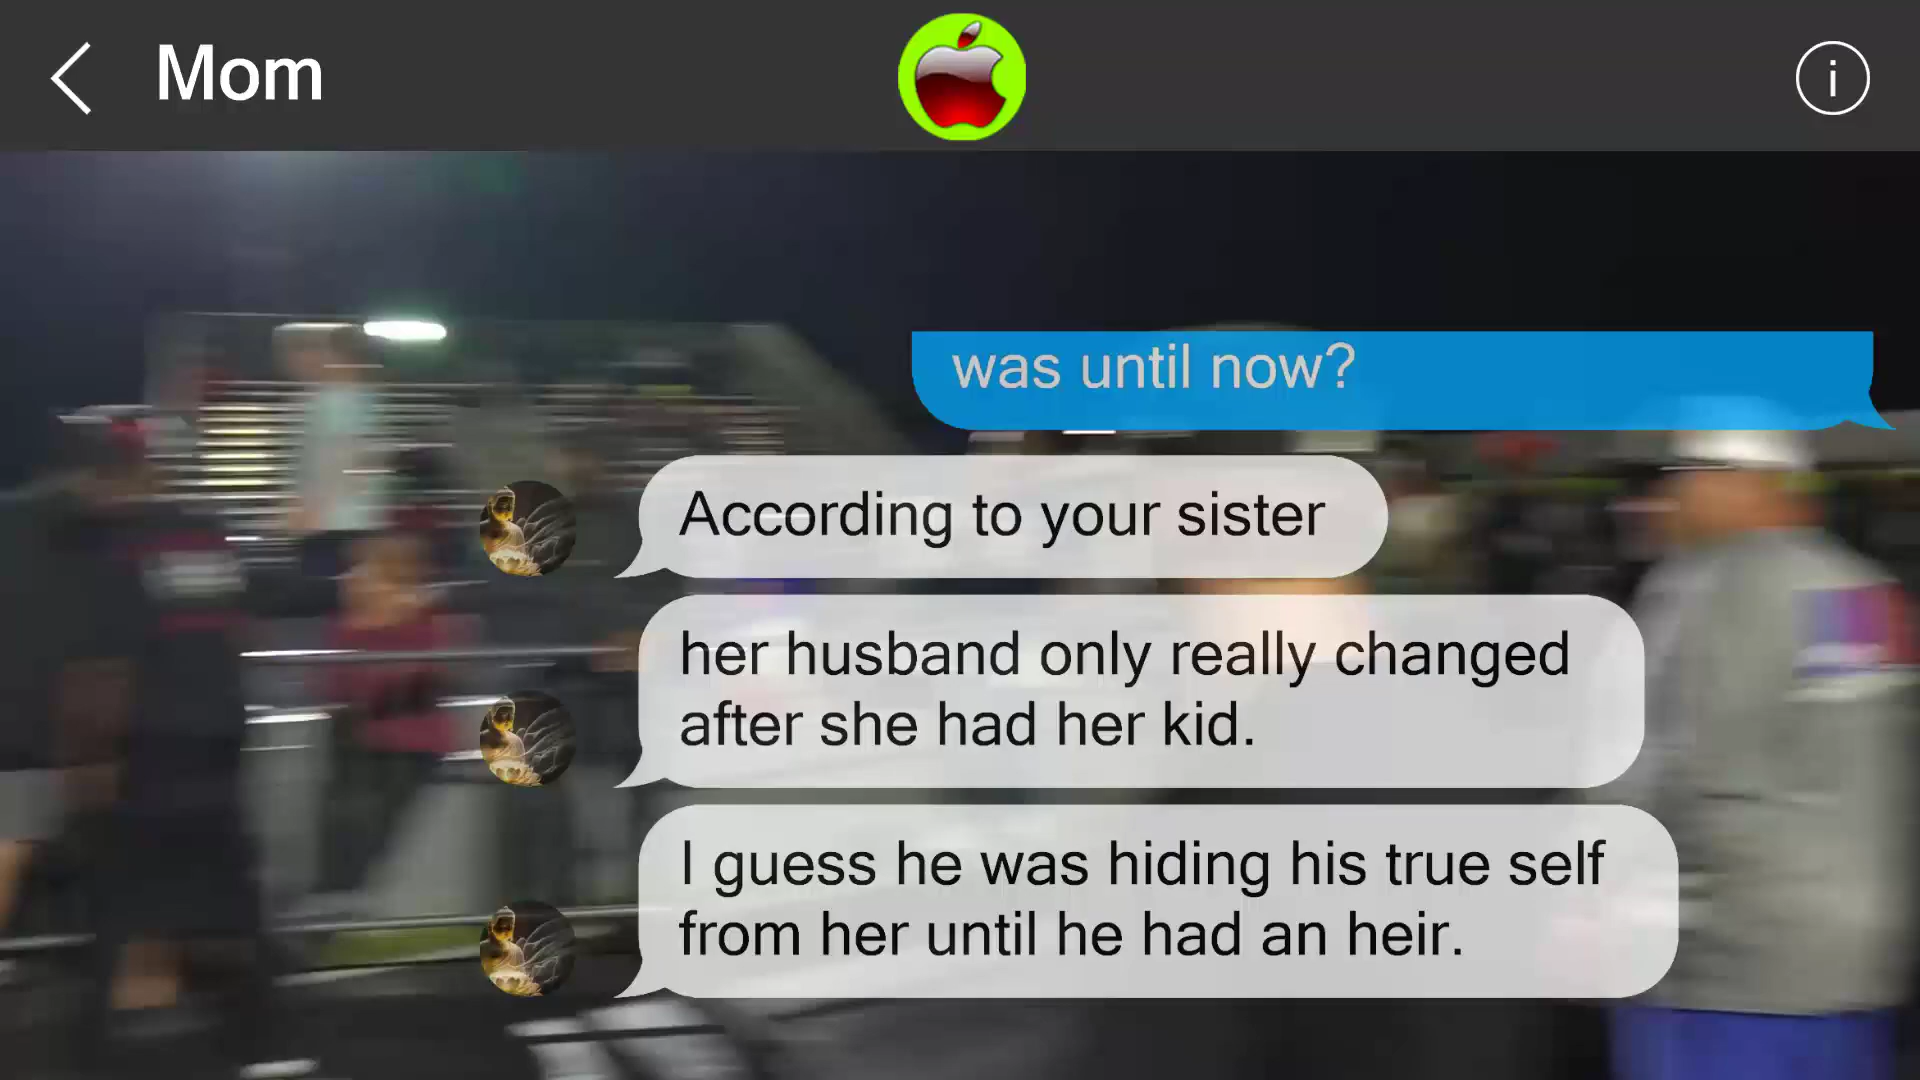 Mom
i
was until now?
According to your sister
her husband only really changed
after she had her kid.
I guess he was hiding his true self
from her until he had an heir.